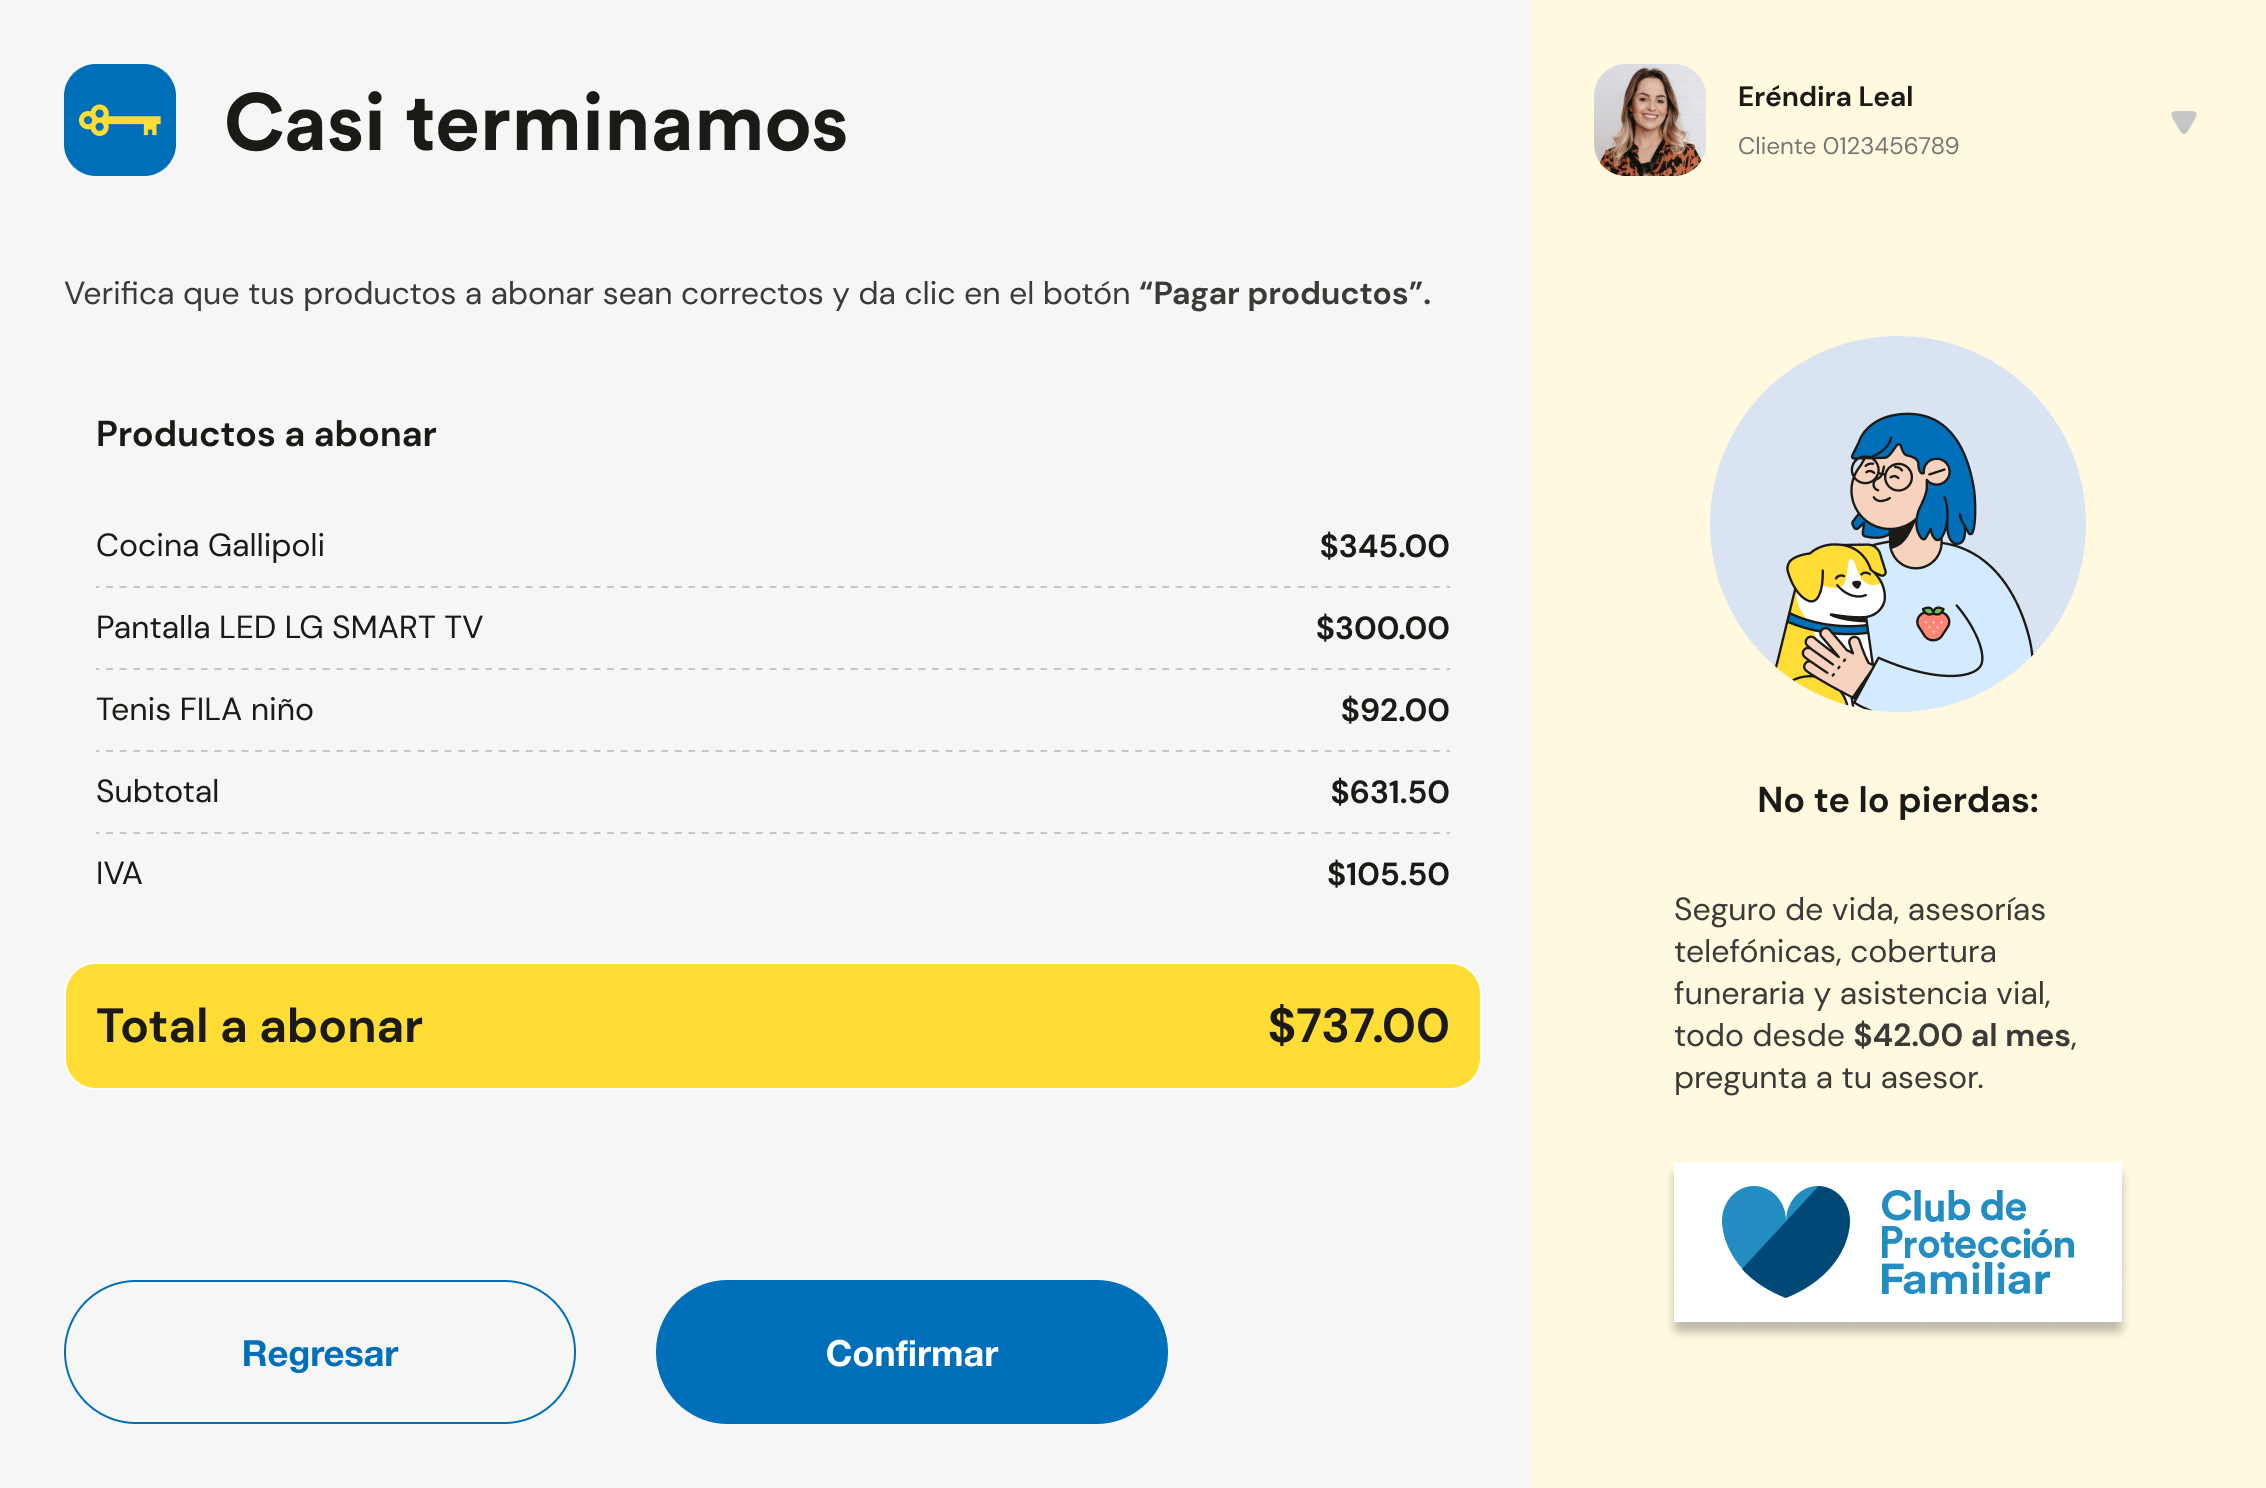 Casi terminamos
Verifica que tus productos a abonar sean correctos y da clic en el botón “Pagar productos”.
Productos a abonar
Cocina Gallipoli $345.00
Pantalla LED LG SMART TV $300.00
Tenis FILA niño $92.00
Subtotal $631.50
IVA $105.50
Total a abonar $737.00
Regresar
Confirmar
Eréndira Leal
Cliente 0123456789
No te lo pierdas:
Seguro de vida, asesorías
telefónicas, cobertura
funeraria y asistencia vial,
todo desde $42.00 al mes,
pregunta a tu asesor.
Club de
Protección
Familiar